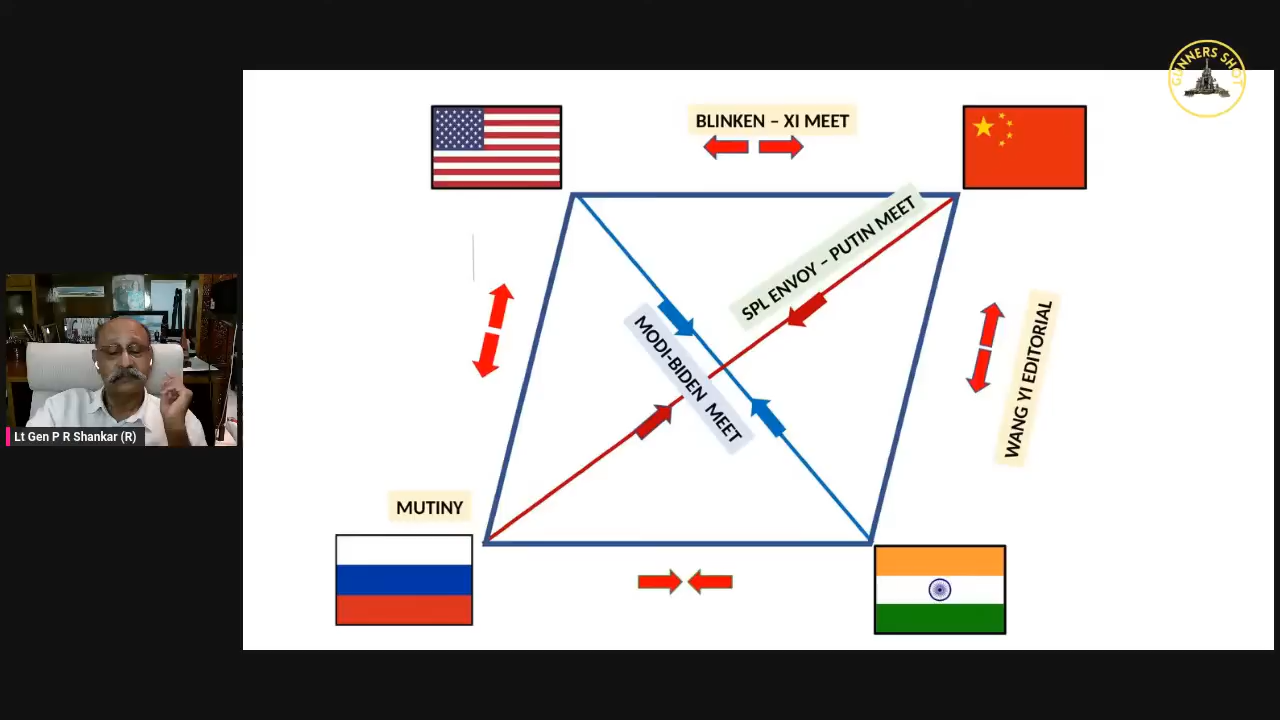 GUNNERS SHOT
BLINKEN – XI MEET
SPL ENVOY – PUTIN MEET
MODI-BIDEN MEET
WANG YI EDITORIAL
Lt Gen P R Shankar (R)
MUTINY